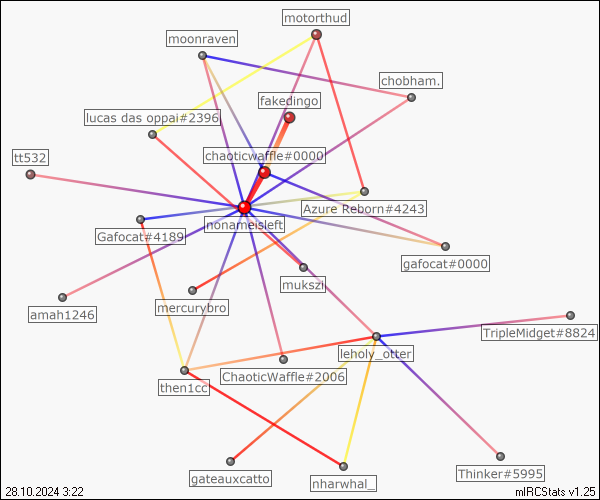 motorthud
moonraven
chobham.
fakedingo
lucas das oppai#2396
chaoticwaffle#0000
tt532
Azure Reborn#4243
nonameisleft
Gafocat#4189
gafocat#0000
mukszi
mercurybro
amah1246
TripleMidget#8824
leholy_otter
ChaoticWaffle#2006
then1cc
Thinker#5995
gateauxcatto
nharwhal_
28.10.2024 3:22
mIRCStats v1.25